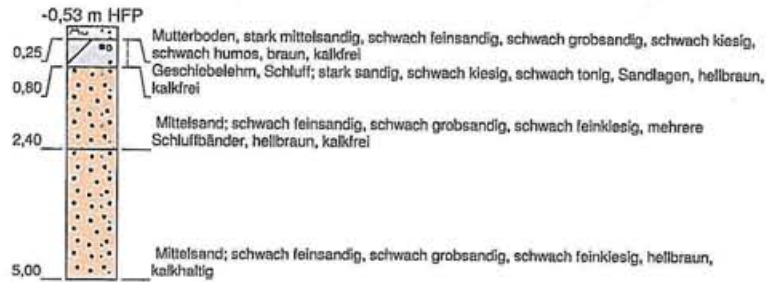 -0,53 m HFP
0,25
Mutterboden, stark mittelsandig, schwach feinsandig, schwach grobsandig, schwach kiesig,
schwach humos, braun, kalkfrei
0,80
Geschiebelehm, Schluff; stark sandig, schwach kiesig, schwach tonig, Sandlagen, hellbraun,
kalkfrei
2,40
Mittelsand; schwach feinsandig, schwach grobsandig, schwach feinkiesig, mehrere
Schluffbänder, hellbraun, kalkfrei
5,00
Mittelsand; schwach feinsandig, schwach grobsandig, schwach feinkiesig, hellbraun,
kalkhaltig